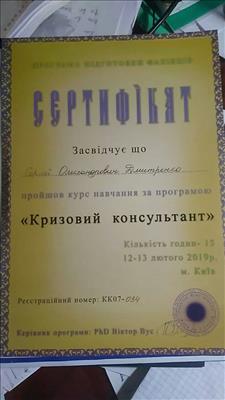 ПРОГРАМА ПІДГОТОВКИ ФАХІВЦІВ
СЕРТИФІКАТ
Засвідчує що
Сергій Олександрович Дмитренко
пройшов курс навчання за програмою
«Кризовий консультант»
Кількість годин- 15
12-13 лютого 2019р.
м. Київ
Реєстраційний номер: КК07-034
Керівник програми: PhD Віктор Вус